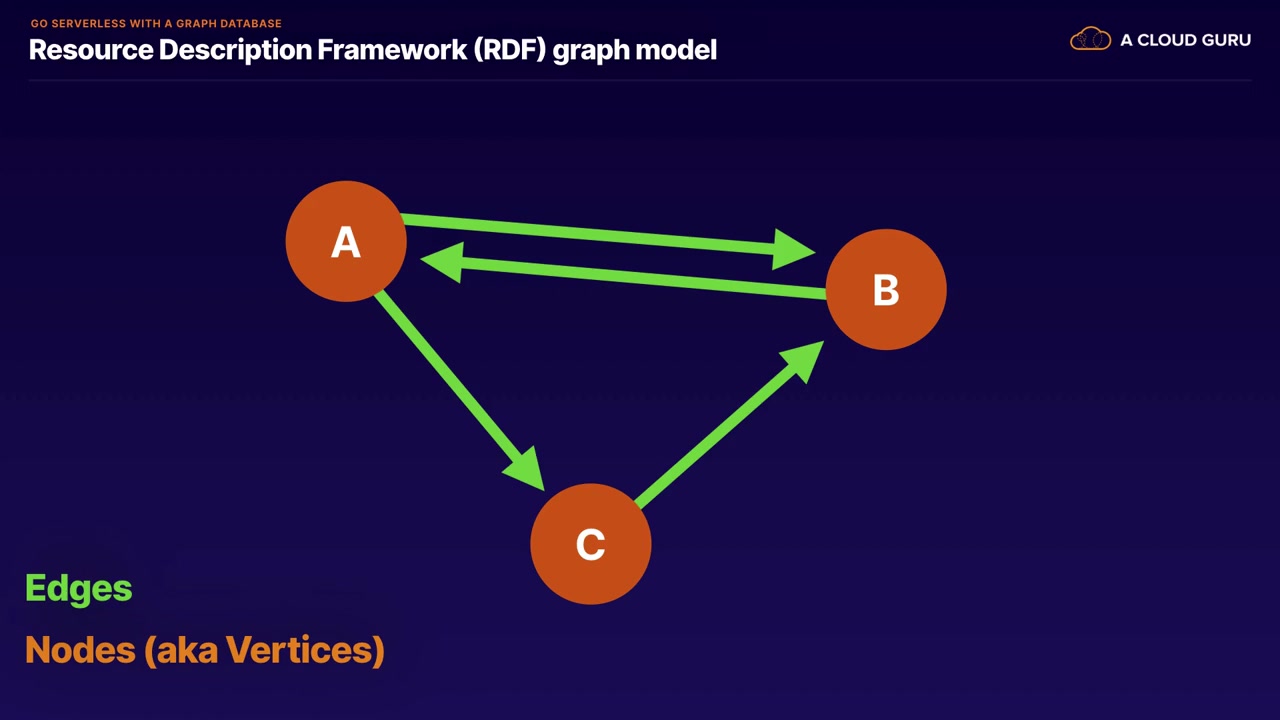 GO SERVERLESS WITH A GRAPH DATABASE
Resource Description Framework (RDF) graph model
A CLOUD GURU
A
B
C
Edges
Nodes (aka Vertices)